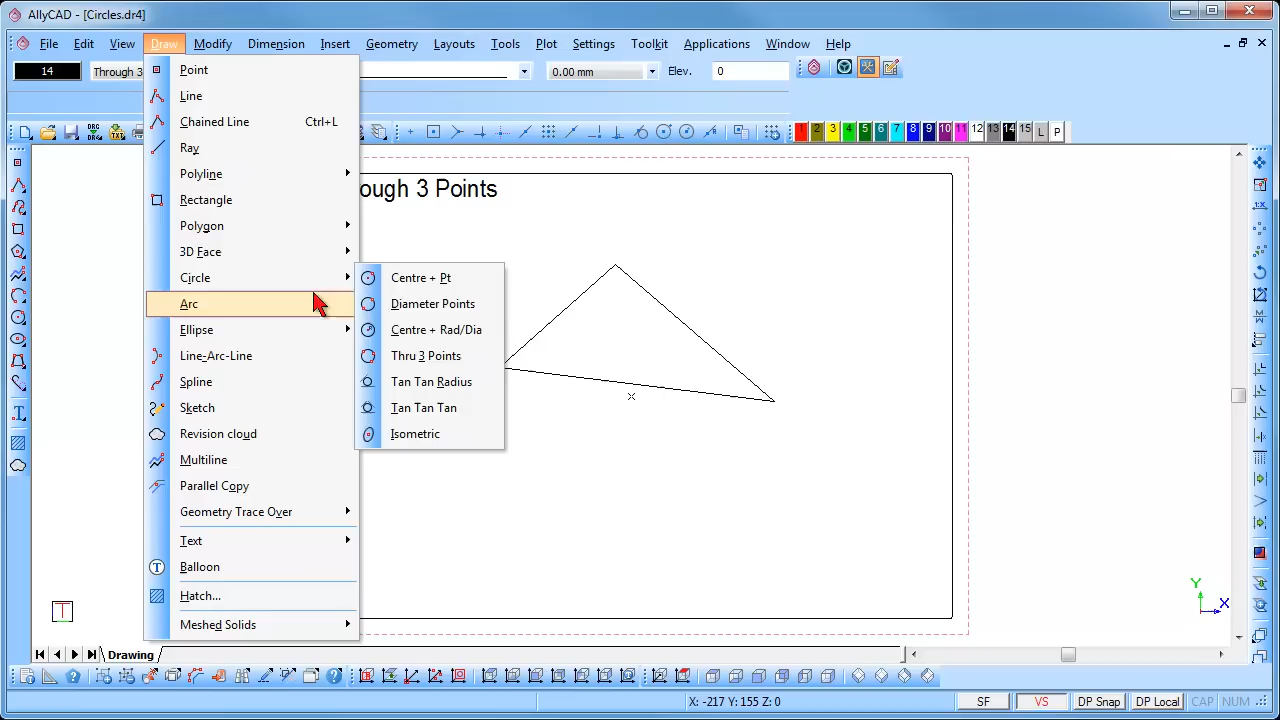 AllyCAD - [Circles.dr4]
File Edit View Draw Modify Dimension Insert Geometry Layouts Tools Plot Settings Toolkit Applications Window Help
14 Through 3 0.00 mm Elev. 0
1 2 3 4 5 6 7 8 9 10 11 12 13 14 15 L P
ough 3 Points
Point
Line
Chained Line Ctrl+L
Ray
Polyline
Rectangle
Polygon
3D Face
Circle
Arc
Ellipse
Line-Arc-Line
Spline
Sketch
Revision cloud
Multiline
Parallel Copy
Geometry Trace Over
Text
Balloon
Hatch...
Meshed Solids
Centre + Pt
Diameter Points
Centre + Rad/Dia
Thru 3 Points
Tan Tan Radius
Tan Tan Tan
Isometric
T
Y
X
Drawing
X: -217 Y: 155 Z: 0 SF VS DP Snap DP Local CAP NUM